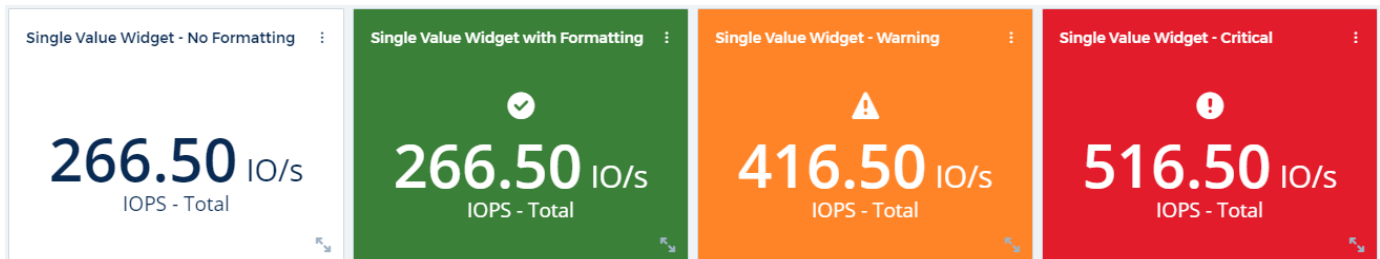 Single Value Widget - No Formatting
266.50 IO/s
IOPS - Total
Single Value Widget with Formatting
266.50 IO/s
IOPS - Total
Single Value Widget - Warning
416.50 IO/s
IOPS - Total
Single Value Widget - Critical
516.50 IO/s
IOPS - Total